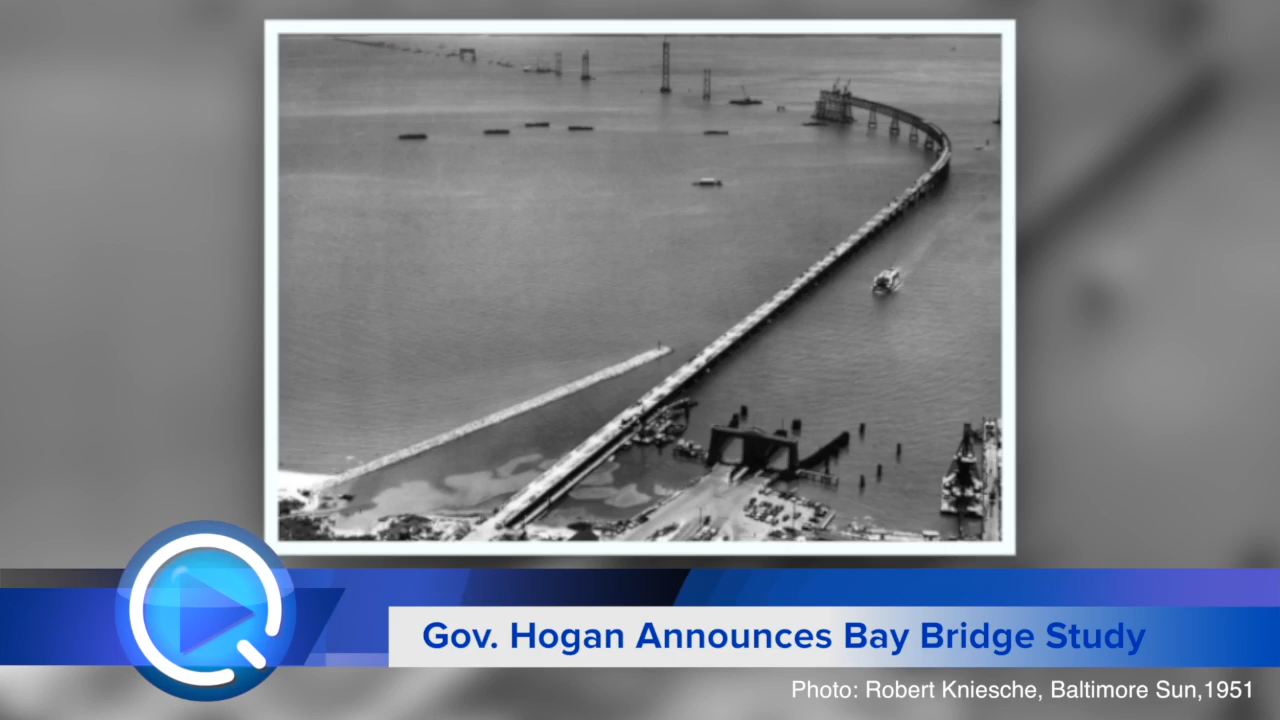 Gov. Hogan Announces Bay Bridge Study
Photo: Robert Kniesche, Baltimore Sun,1951